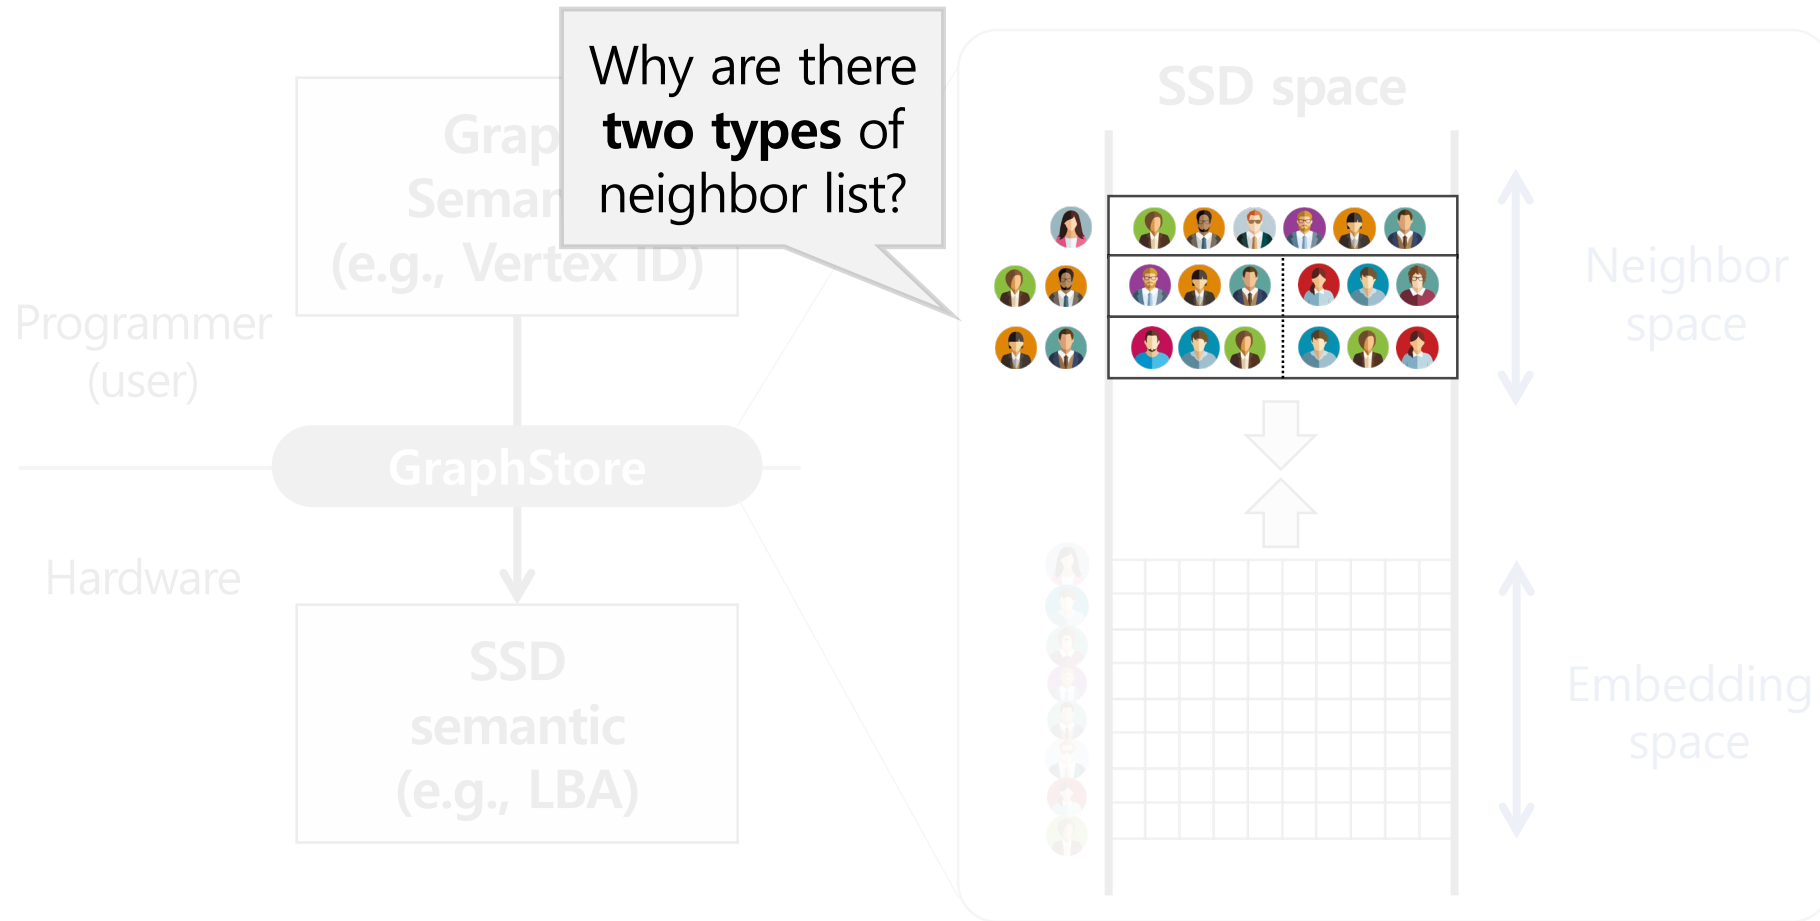 Why are there
two types of
neighbor list?
Grap
Seman
(e.g., Vertex ID)
Programmer
(user)
GraphStore
Hardware
SSD
semantic
(e.g., LBA)
SSD space
Neighbor
space
Embedding
space